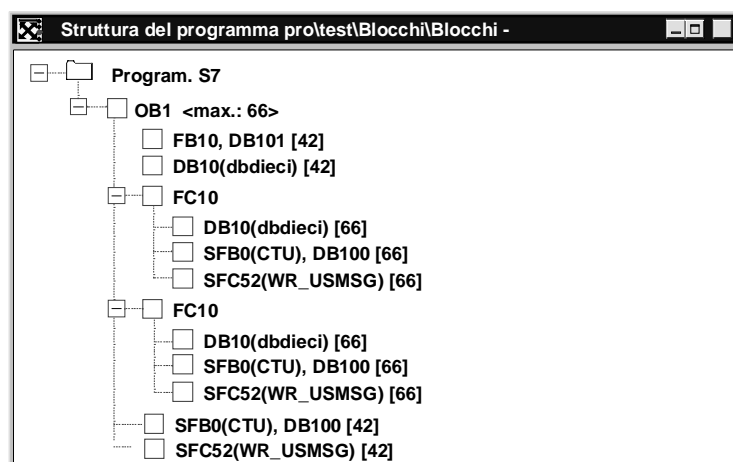 Struttura del programma pro\test\Blocchi\Blocchi -
Program. S7
OB1 <max.: 66>
FB10, DB101 [42]
DB10(dbdieci) [42]
FC10
DB10(dbdieci) [66]
SFB0(CTU), DB100 [66]
SFC52(WR_USMSG) [66]
FC10
DB10(dbdieci) [66]
SFB0(CTU), DB100 [66]
SFC52(WR_USMSG) [66]
SFB0(CTU), DB100 [42]
SFC52(WR_USMSG) [42]